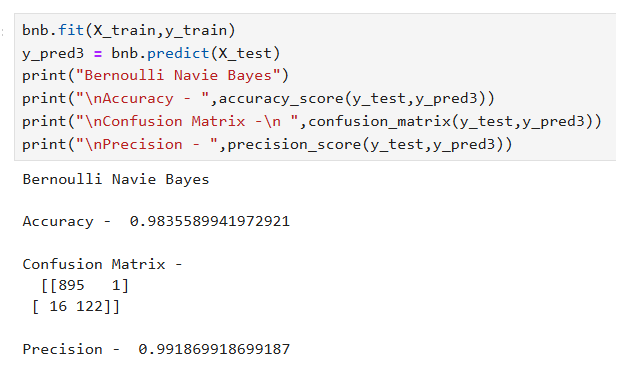 bnb.fit(X_train,y_train)
y_pred3 = bnb.predict(X_test)
print("Bernoulli Navie Bayes")
print("\nAccuracy - ",accuracy_score(y_test,y_pred3))
print("\nConfusion Matrix -\n ",confusion_matrix(y_test,y_pred3))
print("\nPrecision - ",precision_score(y_test,y_pred3))
Bernoulli Navie Bayes
Accuracy -  0.9835589941972921
Confusion Matrix -
  [[895   1]
 [ 16 122]]
Precision -  0.991869918699187